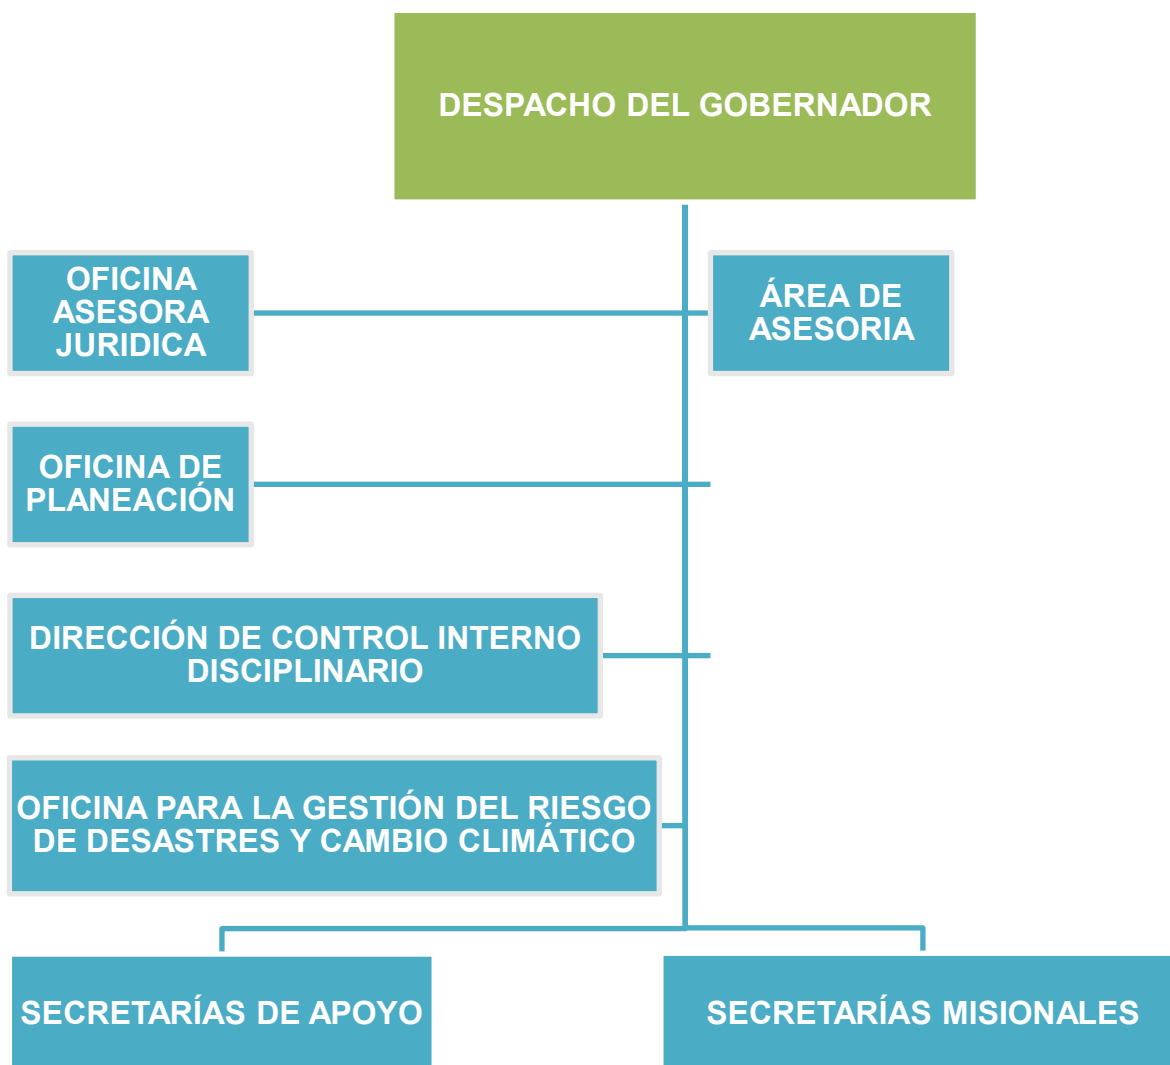 DESPACHO DEL GOBERNADOR
OFICINA
ASESORA
JURIDICA
ÁREA DE
ASESORIA
OFICINA DE
PLANEACIÓN
DIRECCIÓN DE CONTROL INTERNO
DISCIPLINARIO
OFICINA PARA LA GESTIÓN DEL RIESGO
DE DESASTRES Y CAMBIO CLIMÁTICO
SECRETARÍAS DE APOYO
SECRETARÍAS MISIONALES